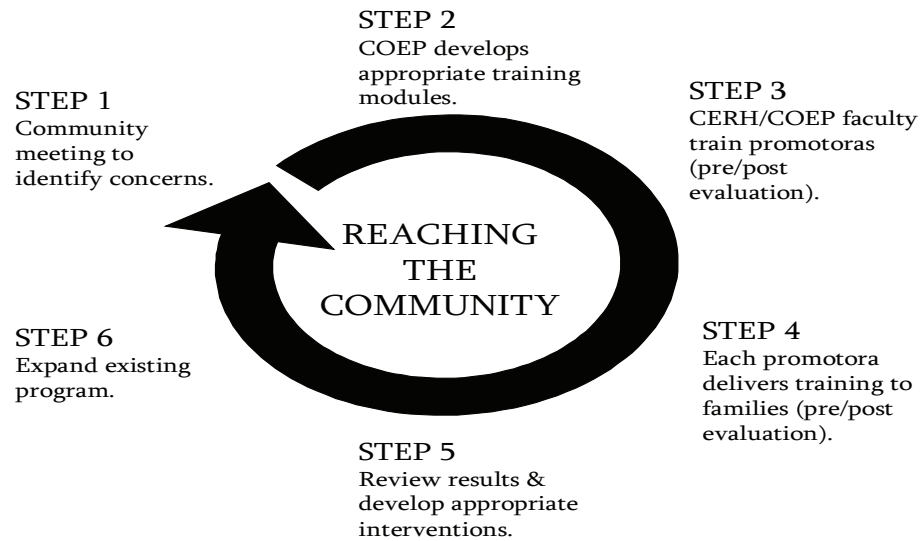 STEP 1
Community
meeting to
identify concerns.
STEP 2
COEP develops
appropriate training
modules.
STEP 3
CERH/COEP faculty
train promotoras
(pre/post
evaluation).
STEP 4
Each promotora
delivers training to
families (pre/post
evaluation).
STEP 5
Review results &
develop appropriate
interventions.
STEP 6
Expand existing
program.
REACHING
THE
COMMUNITY